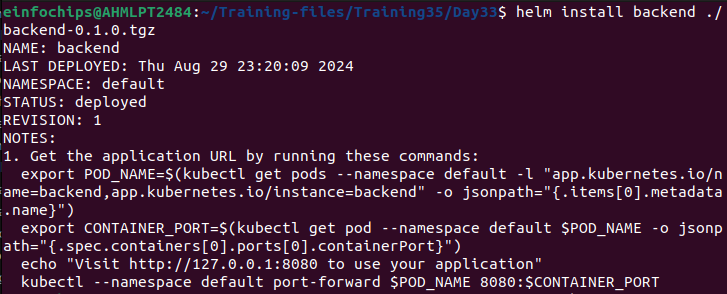 einfochips@AHMLPT2484:~/Training-files/Training35/Day33$ helm install backend ./
backend-0.1.0.tgz
NAME: backend
LAST DEPLOYED: Thu Aug 29 23:20:09 2024
NAMESPACE: default
STATUS: deployed
REVISION: 1
NOTES:
1. Get the application URL by running these commands:
  export POD_NAME=$(kubectl get pods --namespace default -l "app.kubernetes.io/n
ame=backend,app.kubernetes.io/instance=backend" -o jsonpath="{.items[0].metadata
.name}")
  export CONTAINER_PORT=$(kubectl get pod --namespace default $POD_NAME -o jsonp
ath="{.spec.containers[0].ports[0].containerPort}")
  echo "Visit http://127.0.0.1:8080 to use your application"
  kubectl --namespace default port-forward $POD_NAME 8080:$CONTAINER_PORT